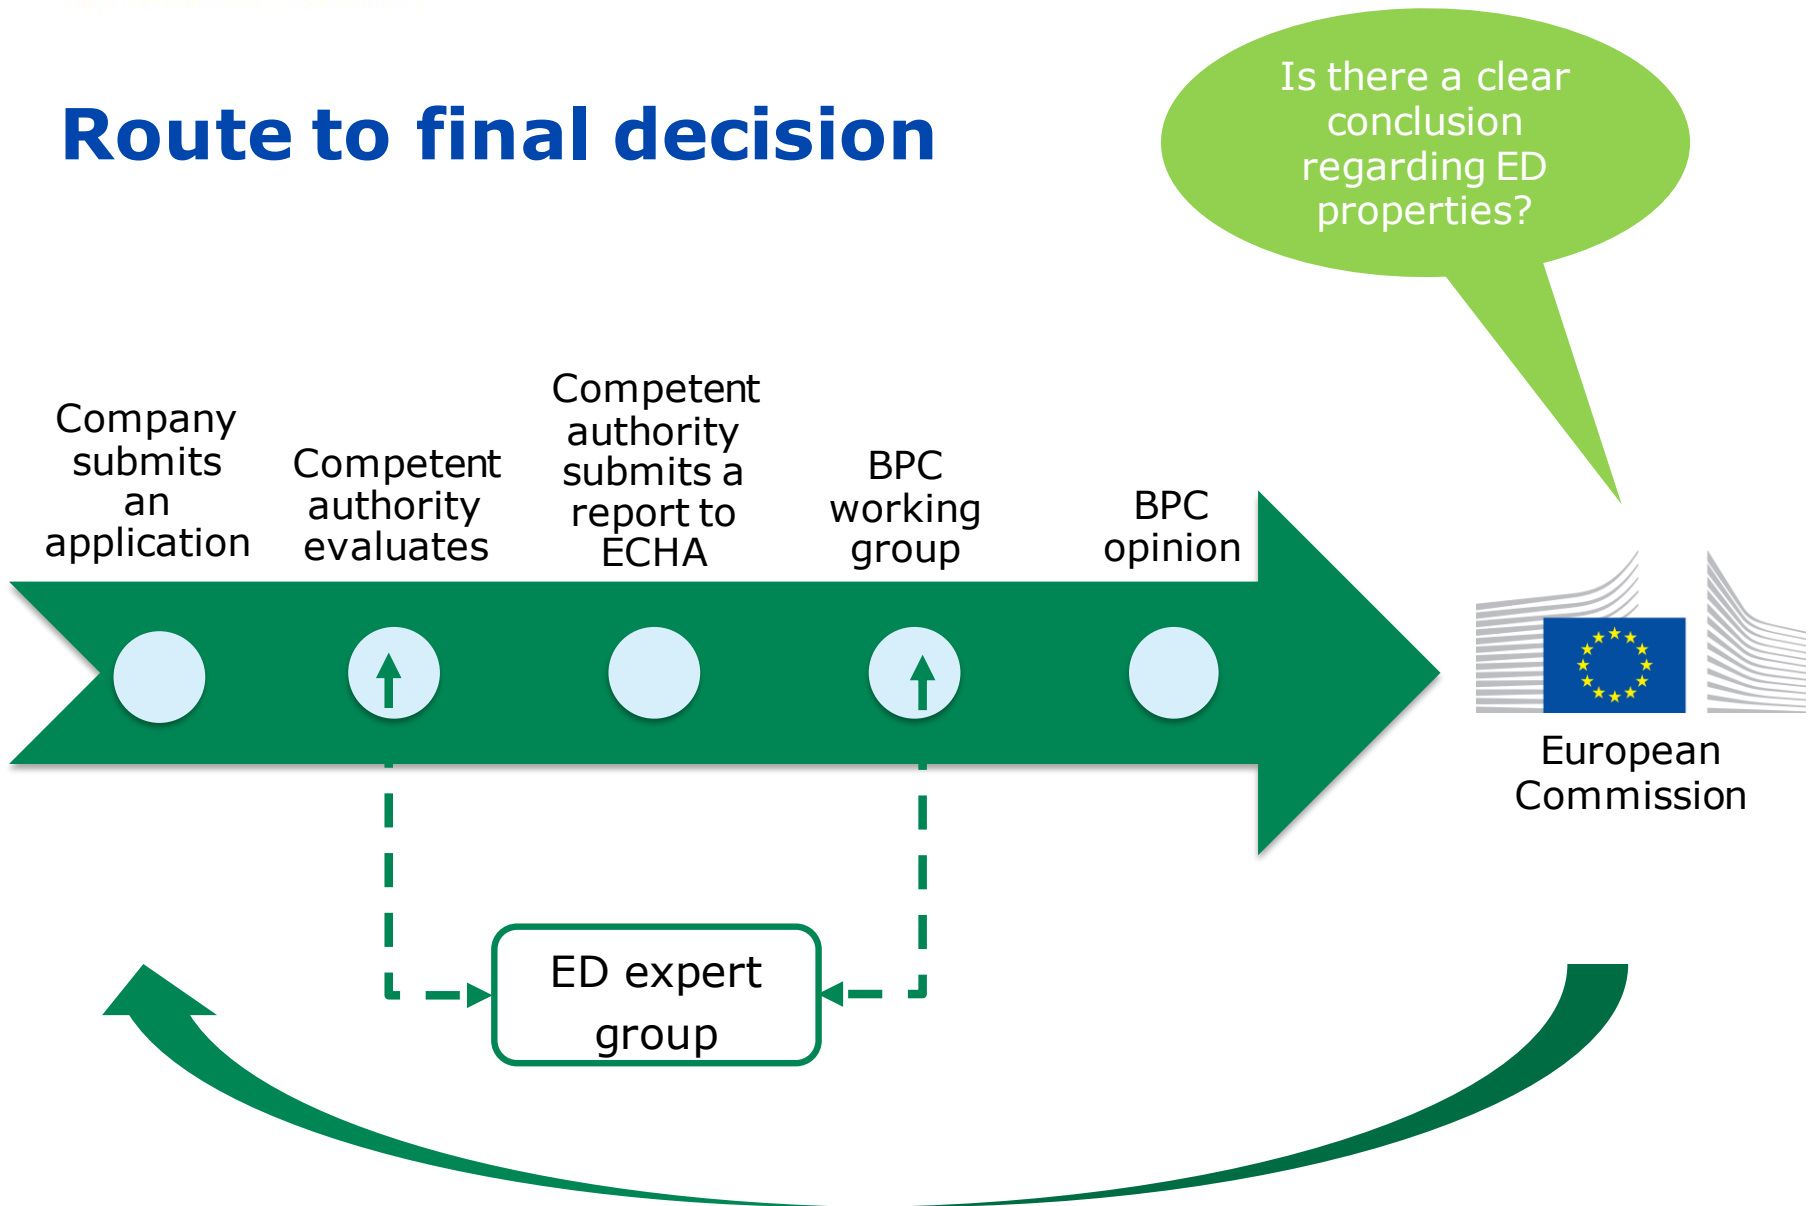 Route to final decision
Is there a clear
conclusion
regarding ED
properties?
Company
submits
an
application
Competent
authority
evaluates
Competent
authority
submits a
report to
ECHA
BPC
working
group
BPC
opinion
European
Commission
ED expert
group